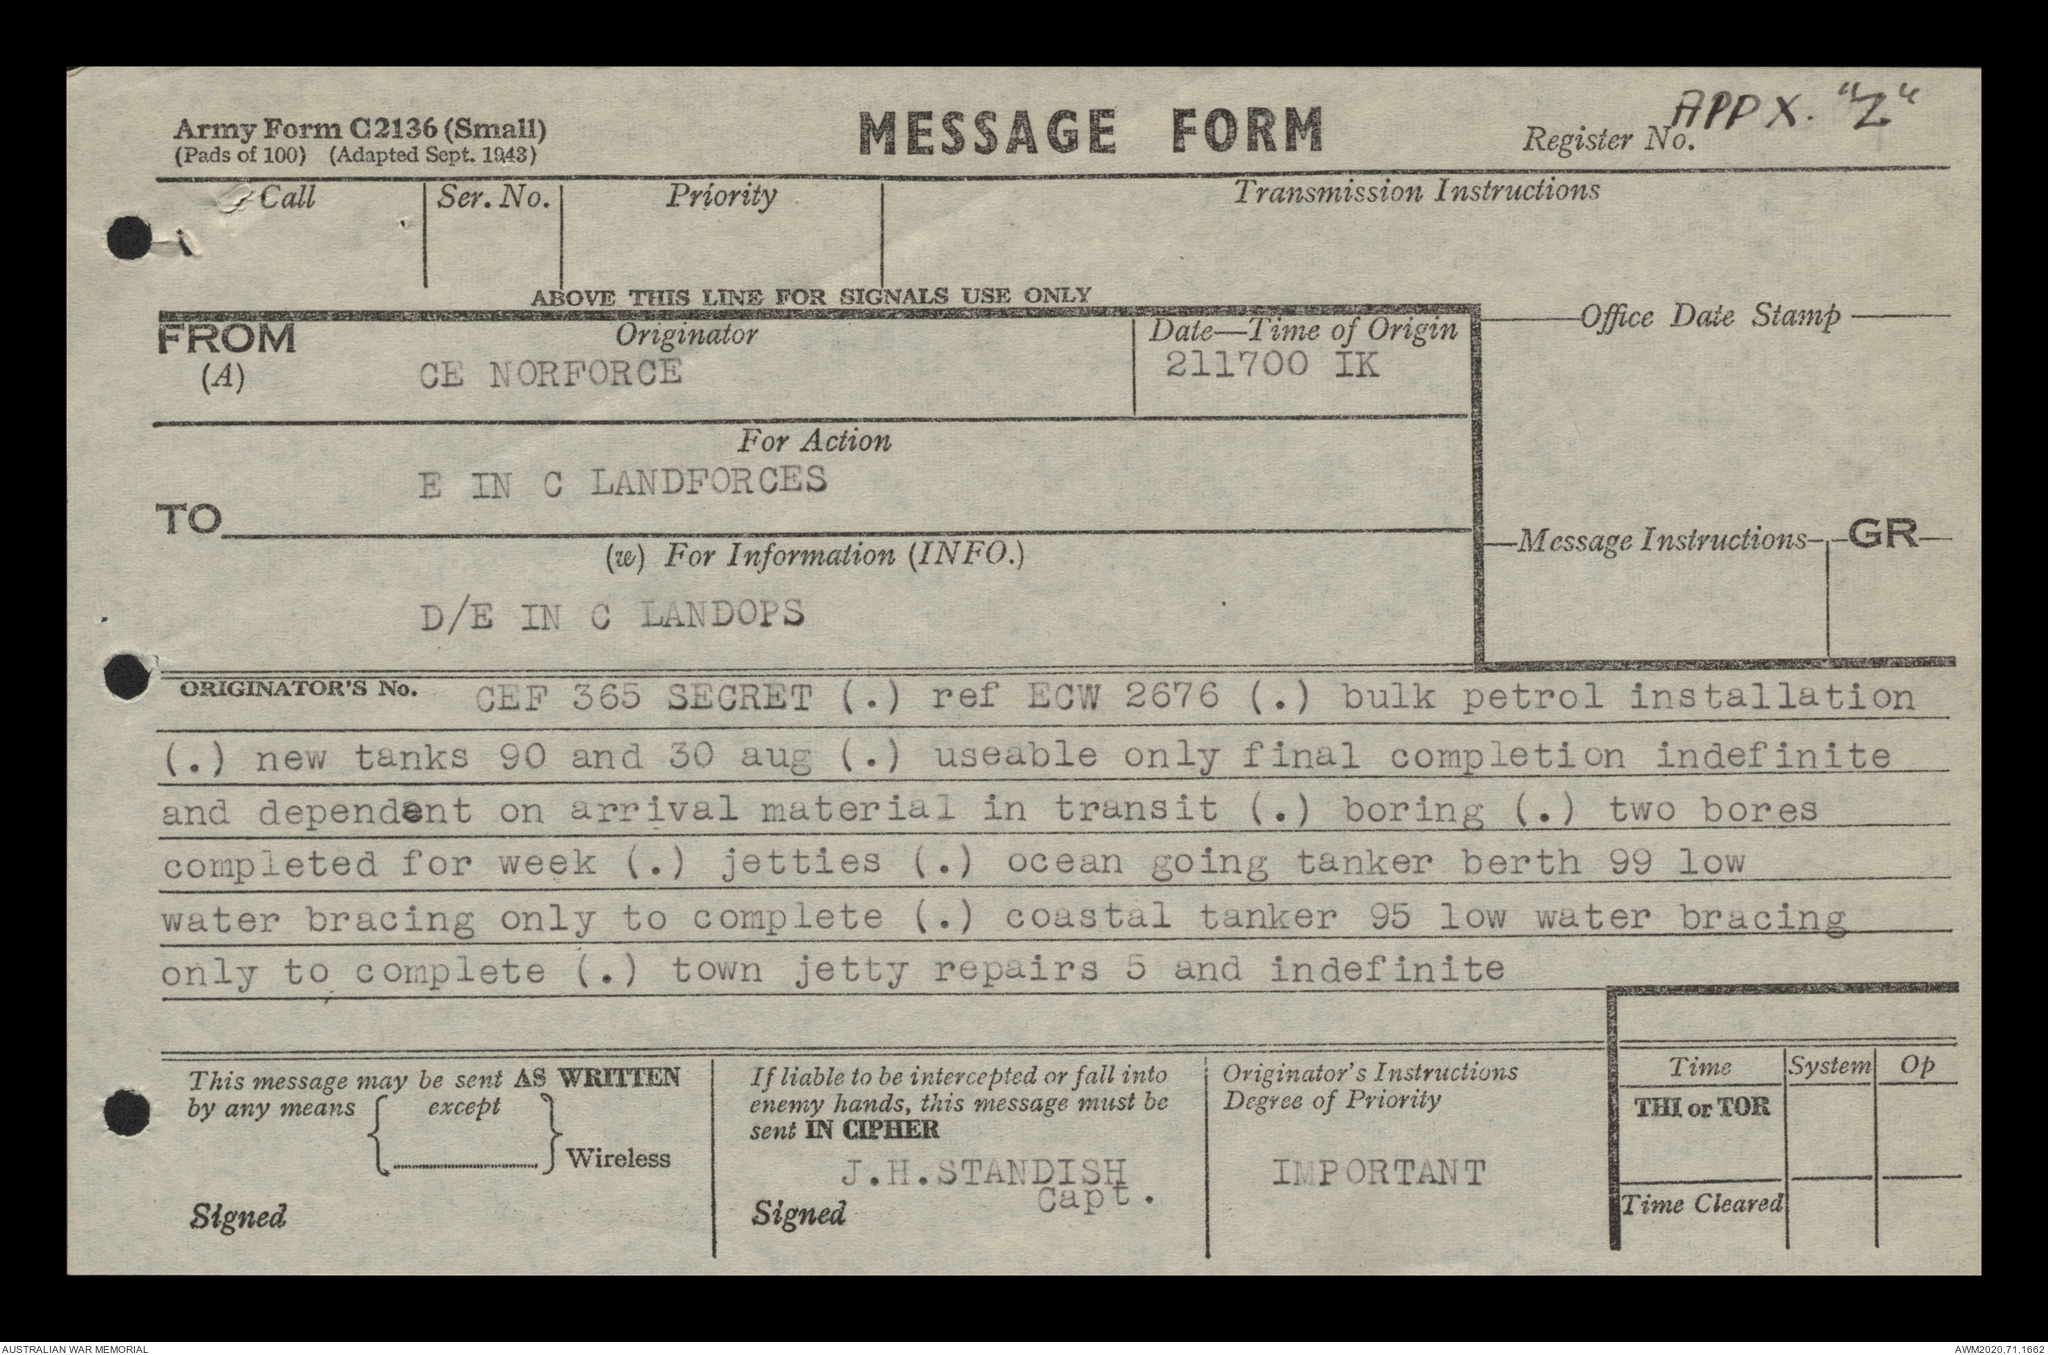 APPX. "Z"
Army Form C2136 (Small)
(Pads of 100) (Adapted Sept. 1943)
MESSAGE FORM
Register No.
Call
Ser. No.
Priority
Transmission Instructions
ABOVE THIS LINE FOR SIGNALS USE ONLY
FROM
(A)
Originator
CE NORFORCE
Date—Time of Origin
211700 IK
Office Date Stamp
For Action
E IN C LANDFORCES
TO
(w) For Information (INFO.)
D/E IN C LANDOPS
Message Instructions
GR
ORIGINATOR'S No. CEF 365 SECRET (.) ref ECW 2676 (.) bulk petrol installation
(.) new tanks 90 and 30 aug (.) useable only final completion indefinite
and dependent on arrival material in transit (.) boring (.) two bores
completed for week (.) jetties (.) ocean going tanker berth 99 low
water bracing only to complete (.) coastal tanker 95 low water bracing
only to complete (.) town jetty repairs 5 and indefinite
This message may be sent AS WRITTEN
by any means { except
} Wireless
Signed
If liable to be intercepted or fall into
enemy hands, this message must be
sent IN CIPHER
J.H.STANDISH
Capt.
Signed
Originator's Instructions
Degree of Priority
IMPORTANT
Time
System
Op
THI or TOR
Time Cleared
AUSTRALIAN WAR MEMORIAL
AWM2020.71.1662